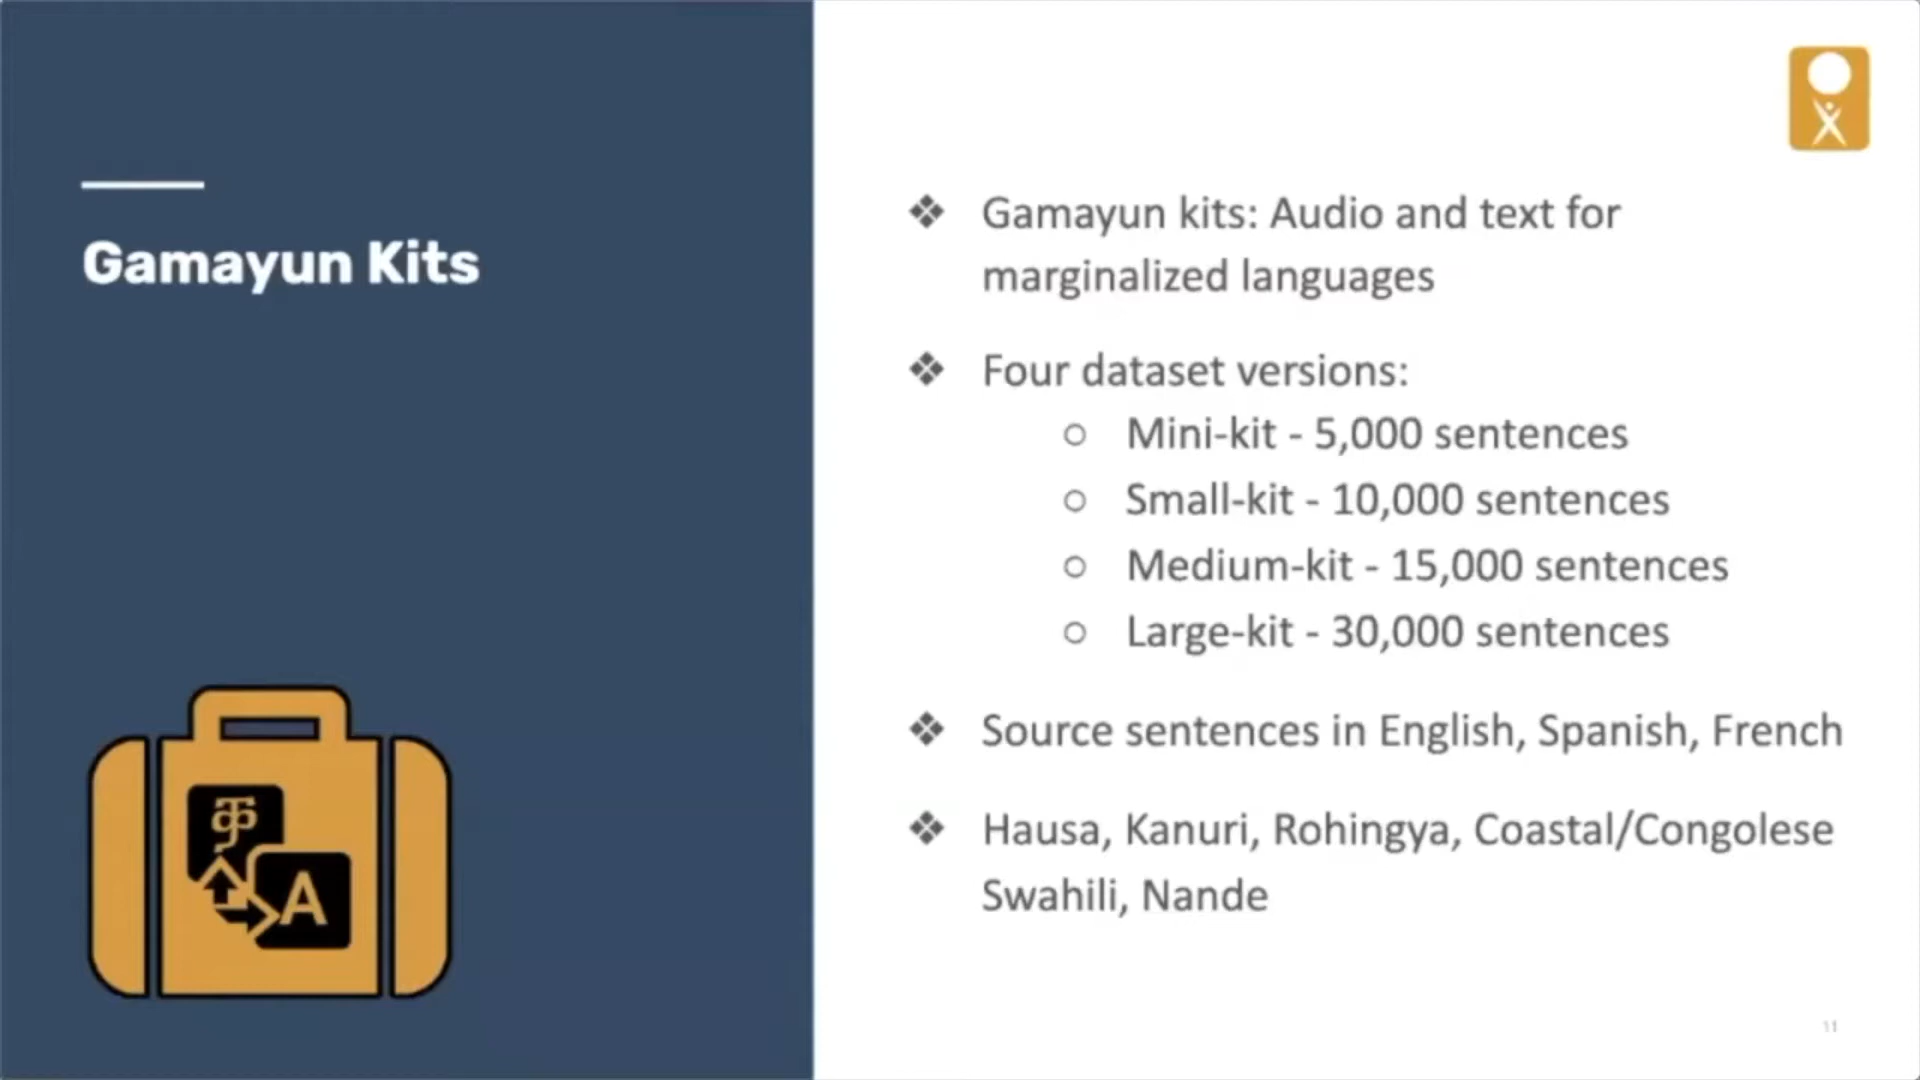 Gamayun Kits
❖ Gamayun kits: Audio and text for
marginalized languages
❖ Four dataset versions:
○ Mini-kit - 5,000 sentences
○ Small-kit - 10,000 sentences
○ Medium-kit - 15,000 sentences
○ Large-kit - 30,000 sentences
❖ Source sentences in English, Spanish, French
❖ Hausa, Kanuri, Rohingya, Coastal/Congolese
Swahili, Nande
क
A
11